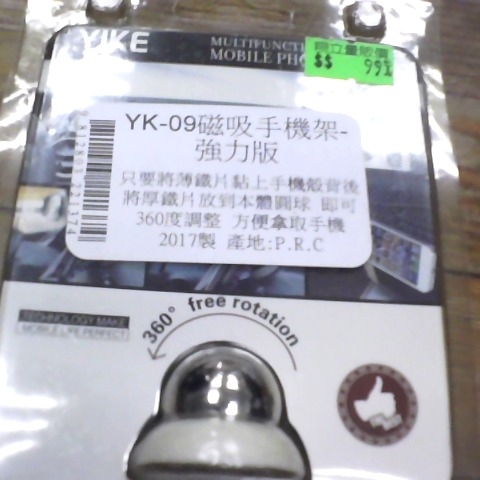 YIKE
MULTIFUNCTI
MOBILE PHO
$$ 99
YK-09磁吸手機架-
強力版
只要將薄鐵片黏上手機殼背後
將厚鐵片放到本體圓球 即可
360度調整 方便拿取手機
2017製 產地:P.R.C
TECHNOLOGY MAKE
MOBILE LIFE PERFECT
360° free rotation